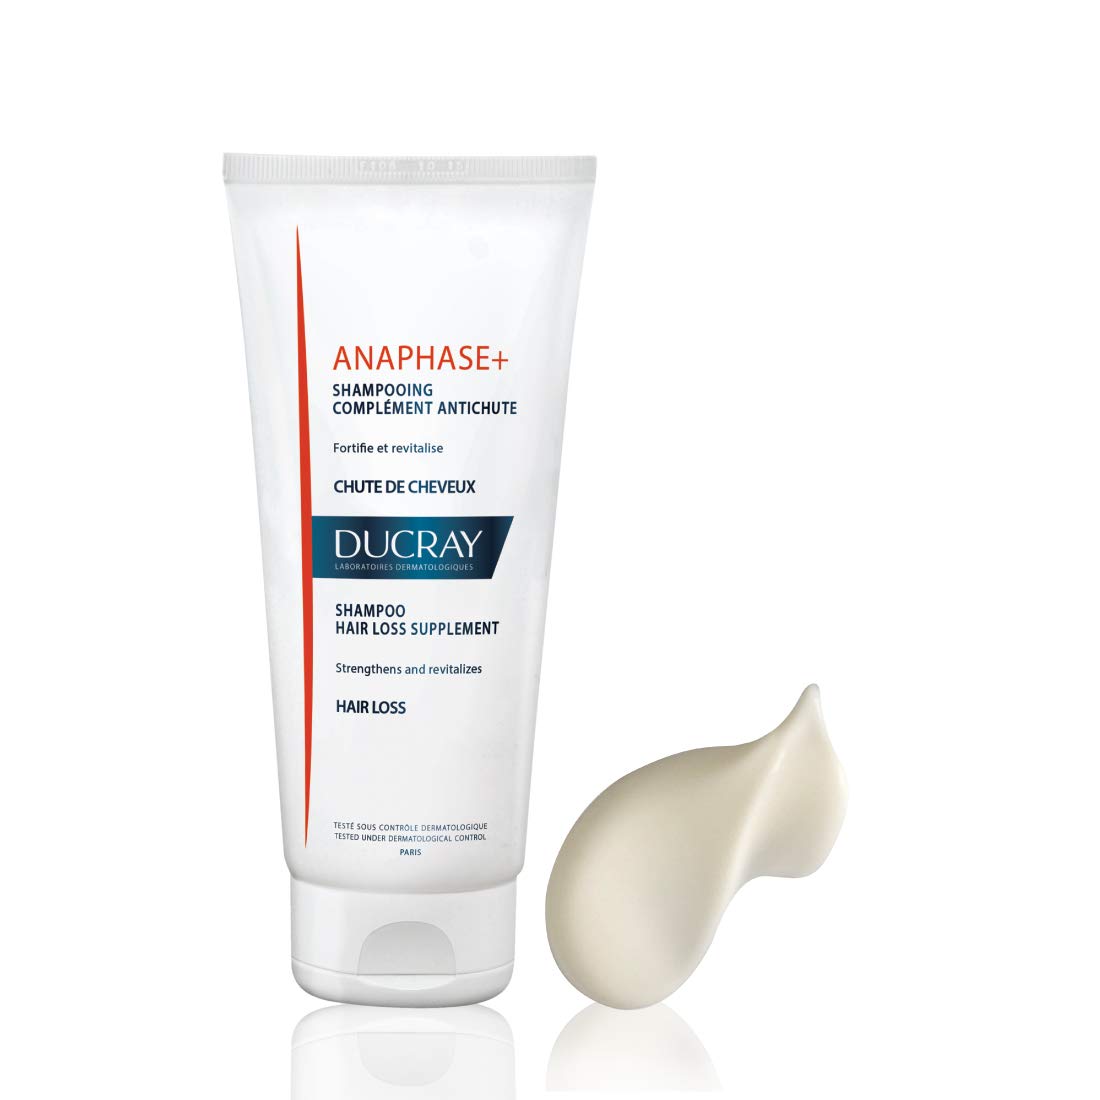 ANAPHASE+
SHAMPOOING
COMPLÉMENT ANTICHUTE
Fortifie et revitalise
CHUTE DE CHEVEUX
DUCRAY
LABORATOIRES DERMATOLOGIQUES
SHAMPOO
HAIR LOSS SUPPLEMENT
Strengthens and revitalizes
HAIR LOSS
TESTÉ SOUS CONTRÔLE DERMATOLOGIQUE
TESTED UNDER DERMATOLOGICAL CONTROL
PARIS